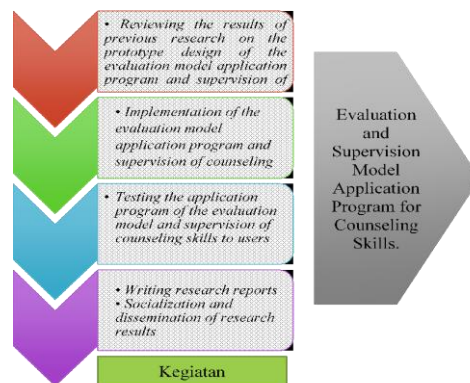 • Reviewing the results of
previous research on the
prototype design of the
evaluation model application
program and supervision of
• Implementation of the
evaluation model
application program and
supervision of counseling
• Testing the application
program of the evaluation
model and supervision
of counseling skills to users
• Writing research reports
• Socialization and
dissemination of research
results
Kegiatan
Evaluation
and
Supervision
Model
Application
Program for
Counseling
Skills.